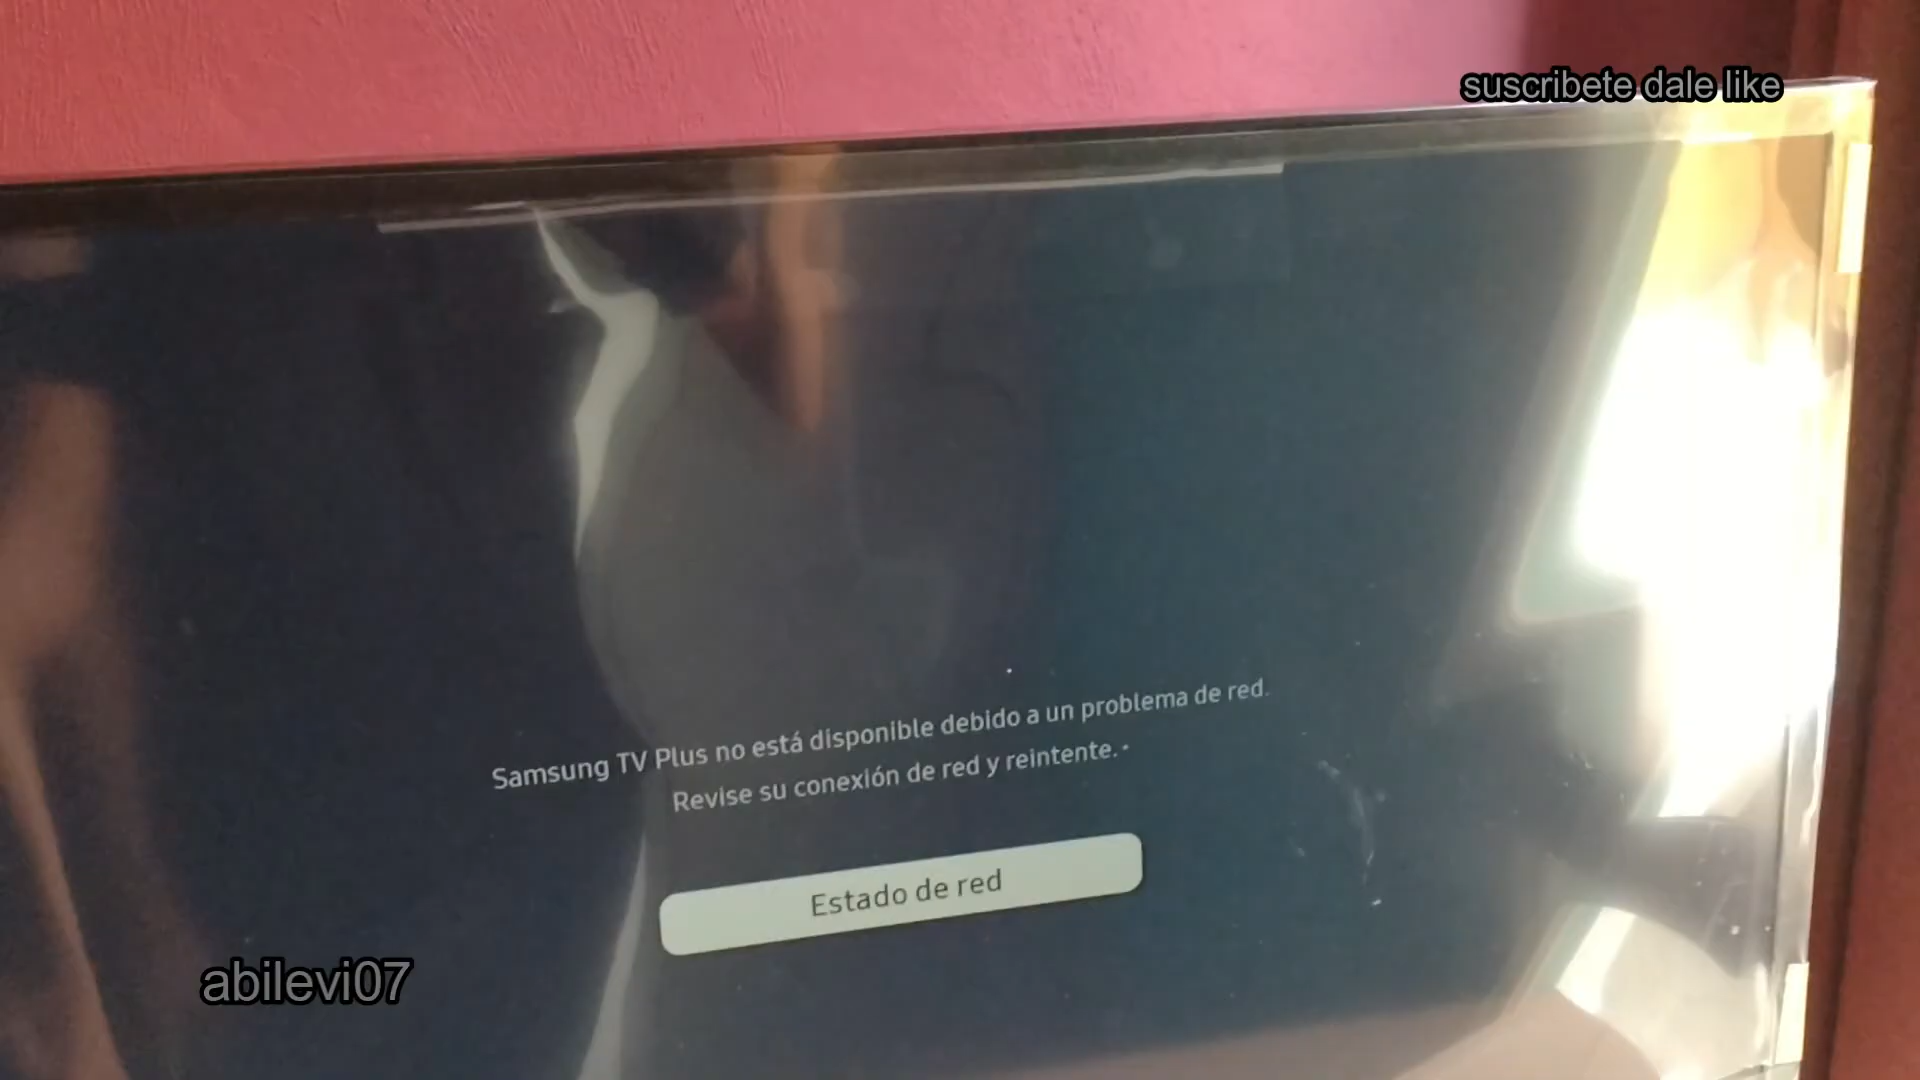 suscribete dale like
Samsung TV Plus no está disponible debido a un problema de red.
Revise su conexión de red y reintente.
Estado de red
abilevi07